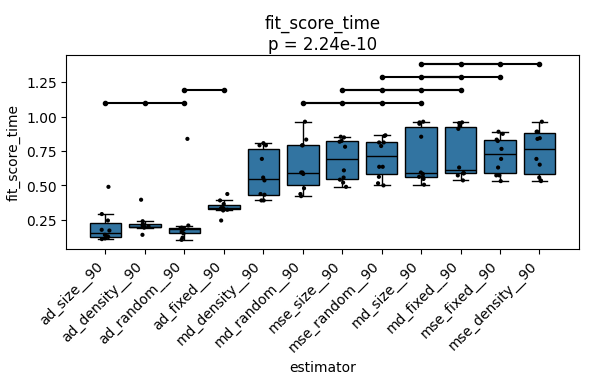 fit_score_time
p = 2.24e-10
fit_score_time
1.25
1.00
0.75
0.50
0.25
ad_size__90
ad_density__90
ad_random__90
ad_fixed__90
md_density__90
md_random__90
mse_size__90
mse_random__90
md_size__90
md_fixed__90
mse_fixed__90
mse_density__90
estimator